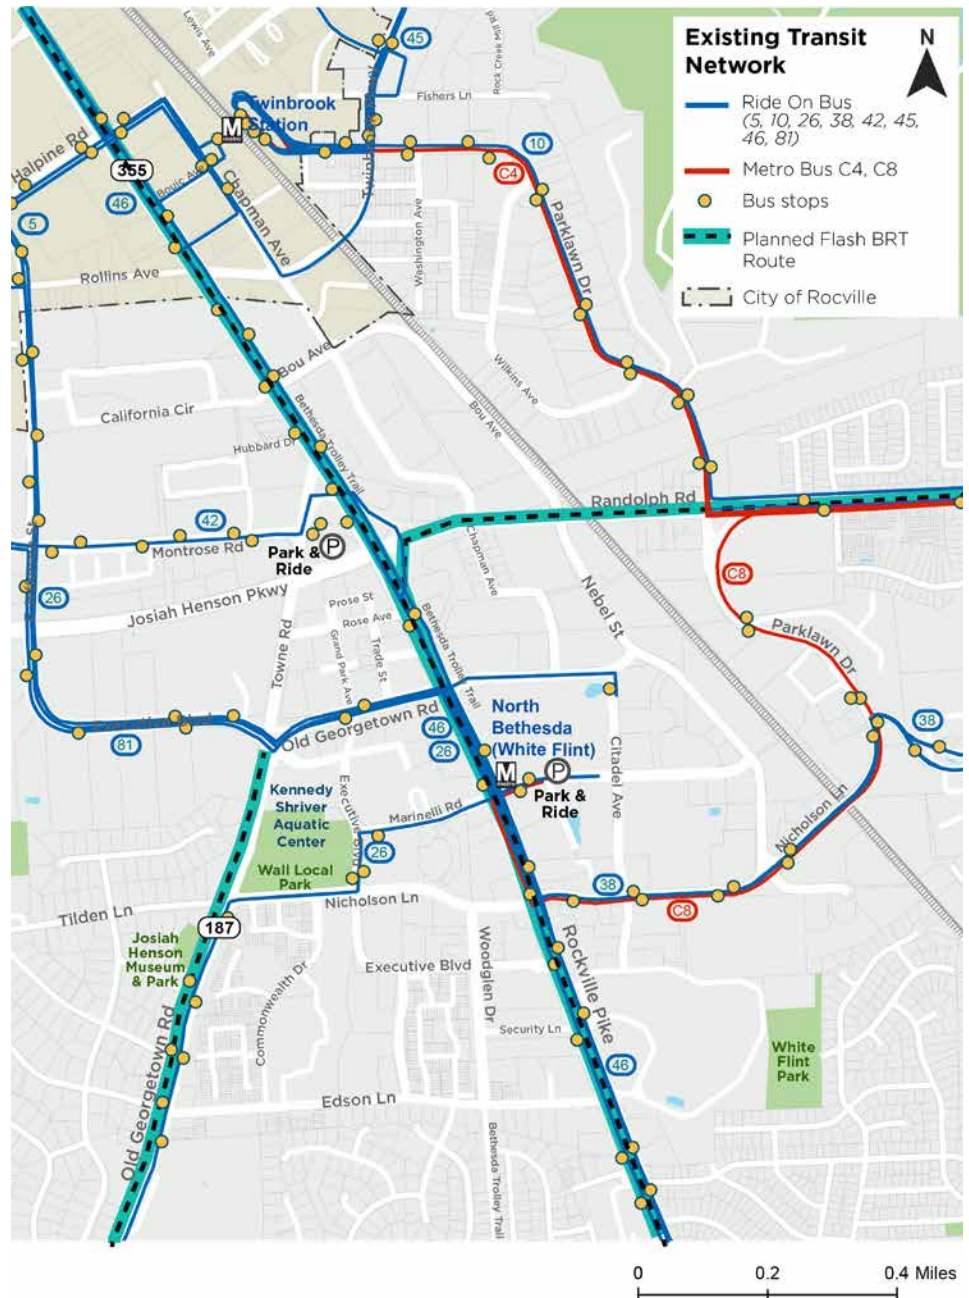 Existing Transit
Network
N
Ride On Bus
(5, 10, 26, 38, 42, 45,
46, 81)
Metro Bus C4, C8
Bus stops
Planned Flash BRT
Route
City of Rocville
Lewis Ave
45
Rock Creek Mill Rd
Fishers Ln
M
Twinbrook
Station
Halpine Rd
355
46
Chapman Ave
10
C4
5
Parklawn Dr
Washington Ave
Rollins Ave
Bou Ave
Wilkins Ave
California Cir
Bethesda Trolley Trail
Bou Ave
Hubbard Dr
Randolph Rd
42
Montrose Rd
P
Park &
Ride
Chapman Ave
C8
26
Josiah Henson Pkwy
Prose St
Rose Ave
Nebel St
Parklawn Dr
Towne Rd
Grand Park Ave
Trade St
Bethesda Trolley Trail
North
Bethesda
(White Flint)
38
81
Old Georgetown Rd
46
26
M
P
Park &
Ride
Citadel Ave
Kennedy
Shriver
Aquatic
Center
Marinelli Rd
26
Nicholson Ln
Wall Local
Park
38
Nicholson Ln
C8
Tilden Ln
187
Josiah
Henson
Museum
& Park
Commonwealth Dr
Executive Blvd
Woodglen Dr
Rockville Pike
Security Ln
White
Flint
Park
46
Old Georgetown Rd
Edson Ln
Bethesda Trolley Trail
0 0.2 0.4 Miles